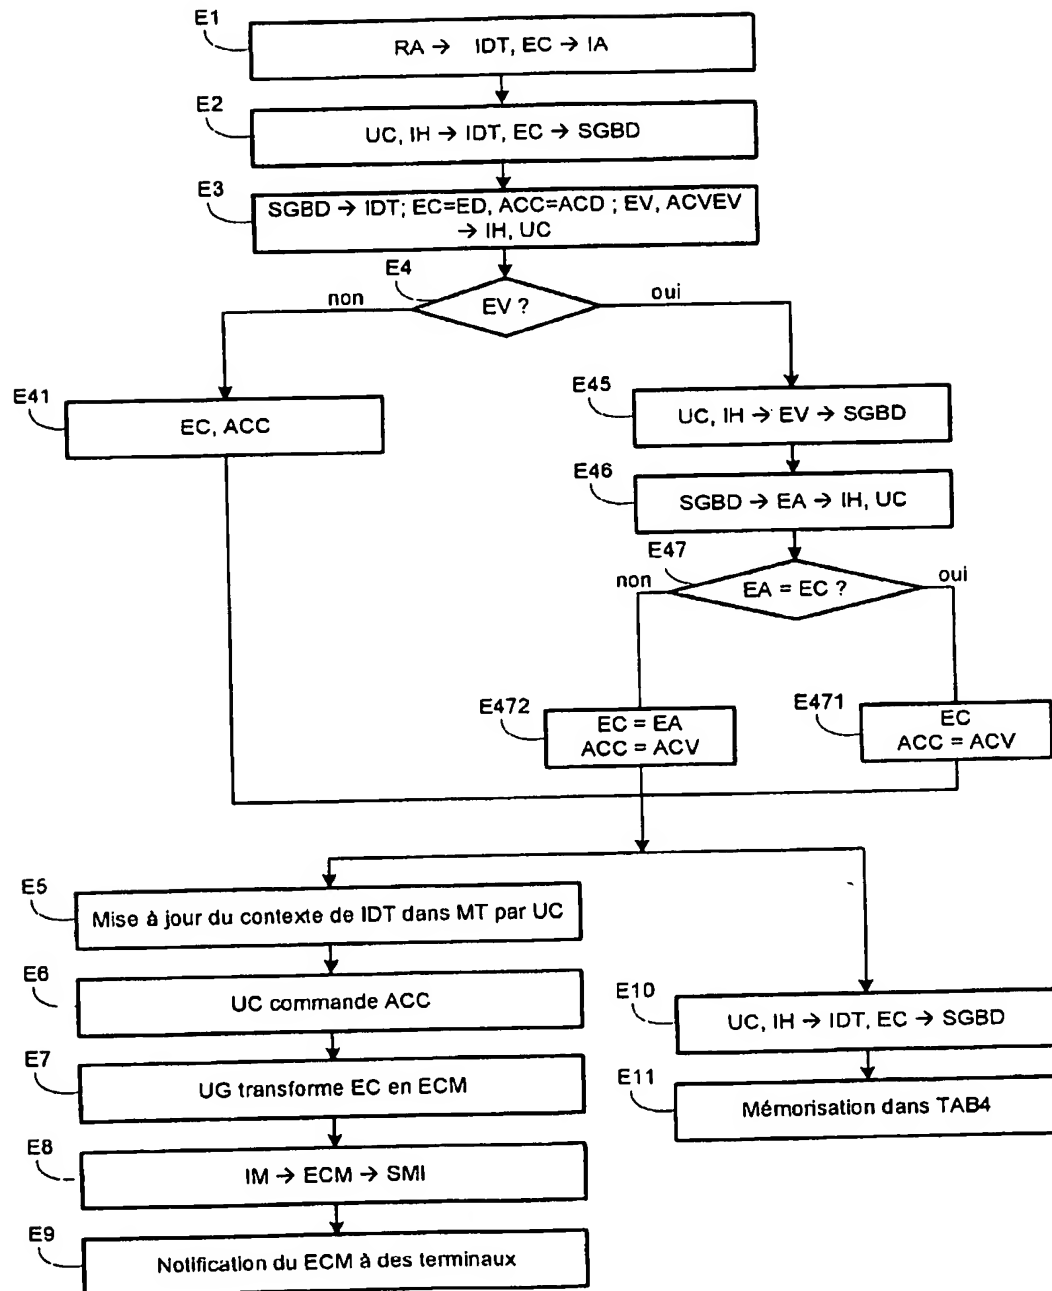 E1
RA → IDT, EC → IA
E2
UC, IH → IDT, EC → SGBD
E3
SGBD → IDT; EC=ED, ACC=ACD ; EV, ACVEV
→ IH, UC
E4
non
EV ?
oui
E41
EC, ACC
E45
UC, IH → EV → SGBD
E46
SGBD → EA → IH, UC
E47
non
EA = EC ?
oui
E472
EC = EA
ACC = ACV
E471
EC
ACC = ACV
E5
Mise à jour du contexte de IDT dans MT par UC
E6
UC commande ACC
E7
UG transforme EC en ECM
E8
IM → ECM → SMI
E9
Notification du ECM à des terminaux
E10
UC, IH → IDT, EC → SGBD
E11
Mémorisation dans TAB4